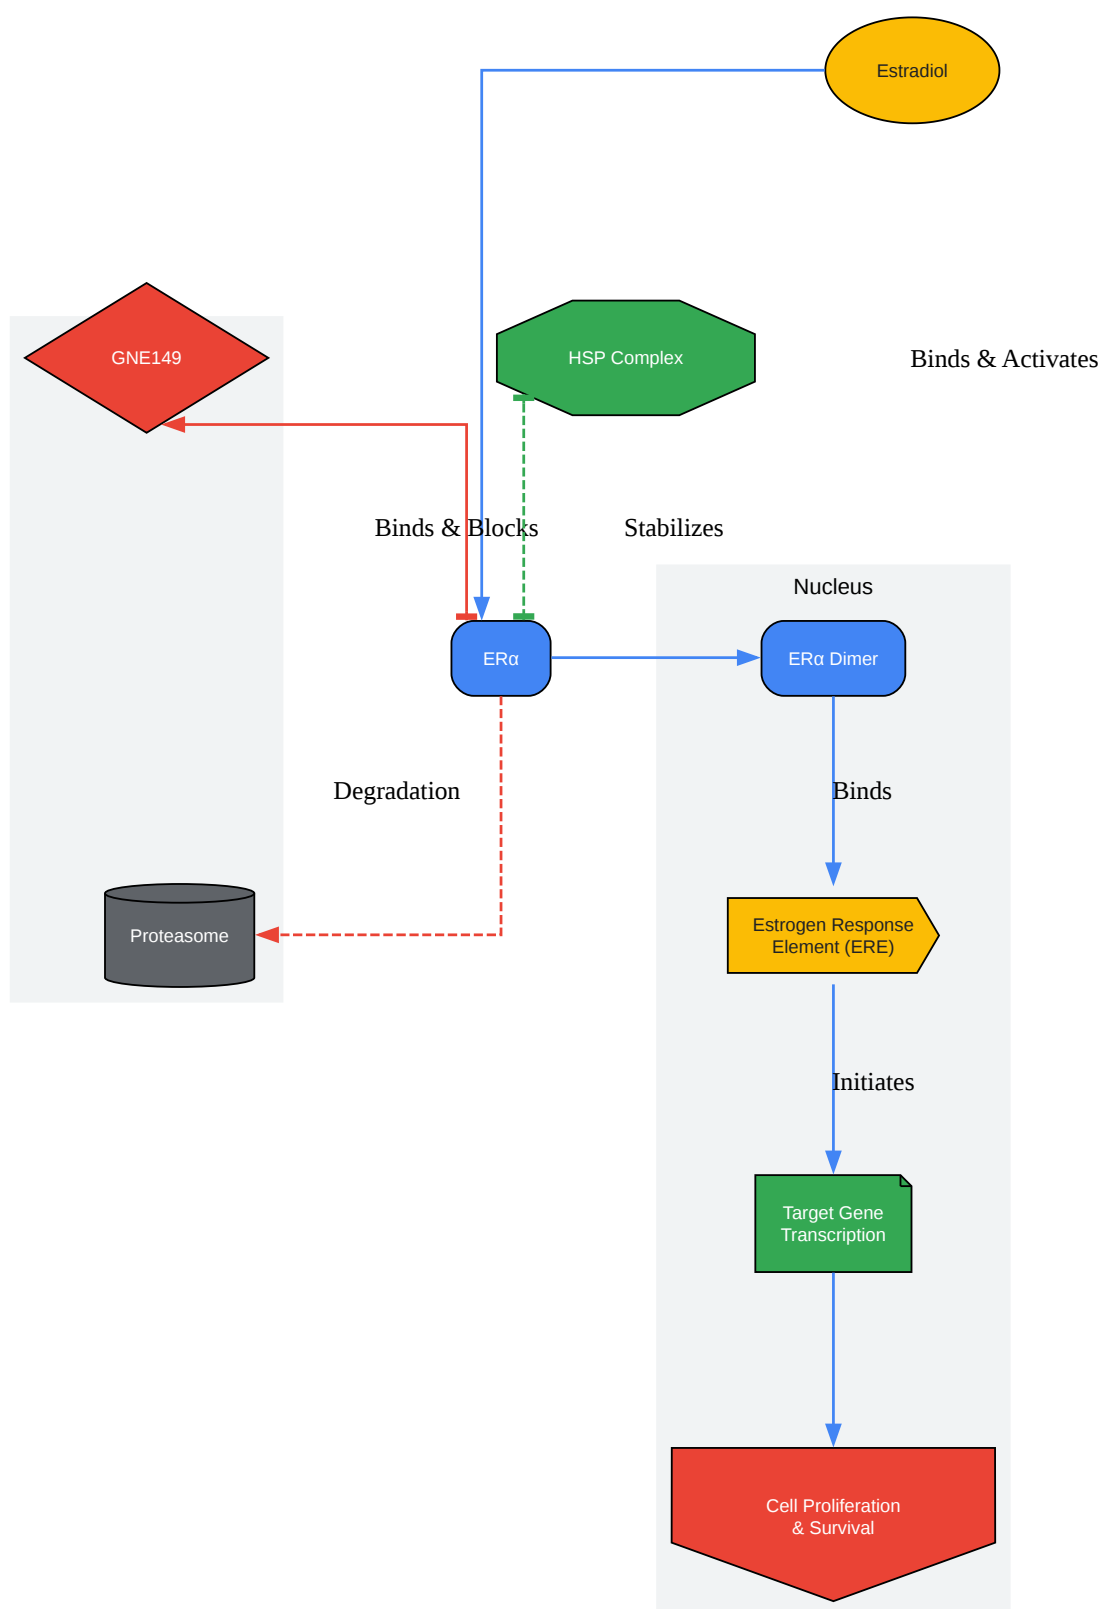 Estradiol
GNE149
HSP Complex
Binds & Activates
Binds & Blocks
Stabilizes
Nucleus
ERα
ERα Dimer
Degradation
Binds
Proteasome
Estrogen Response
Element (ERE)
Initiates
Target Gene
Transcription
Cell Proliferation
& Survival